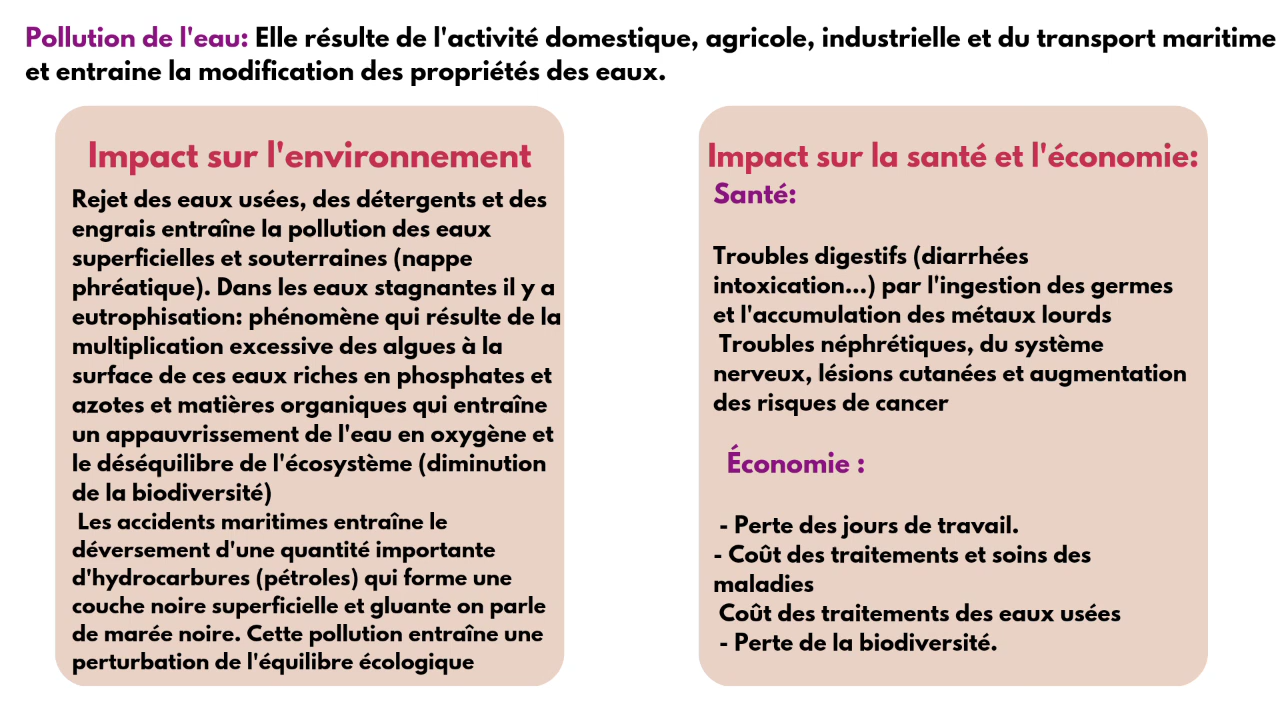 Pollution de l'eau: Elle résulte de l'activité domestique, agricole, industrielle et du transport maritime
et entraine la modification des propriétés des eaux.
Impact sur l'environnement
Rejet des eaux usées, des détergents et des
engrais entraîne la pollution des eaux
superficielles et souterraines (nappe
phréatique). Dans les eaux stagnantes il y a
eutrophisation: phénomène qui résulte de la
multiplication excessive des algues à la
surface de ces eaux riches en phosphates et
azotes et matières organiques qui entraîne
un appauvrissement de l'eau en oxygène et
le déséquilibre de l'écosystème (diminution
de la biodiversité)
Les accidents maritimes entraîne le
déversement d'une quantité importante
d'hydrocarbures (pétroles) qui forme une
couche noire superficielle et gluante on parle
de marée noire. Cette pollution entraîne une
perturbation de l'équilibre écologique
Impact sur la santé et l'économie:
Santé:
Troubles digestifs (diarrhées
intoxication...) par l'ingestion des germes
et l'accumulation des métaux lourds
Troubles néphrétiques, du système
nerveux, lésions cutanées et augmentation
des risques de cancer
Économie :
- Perte des jours de travail.
- Coût des traitements et soins des
maladies
Coût des traitements des eaux usées
- Perte de la biodiversité.